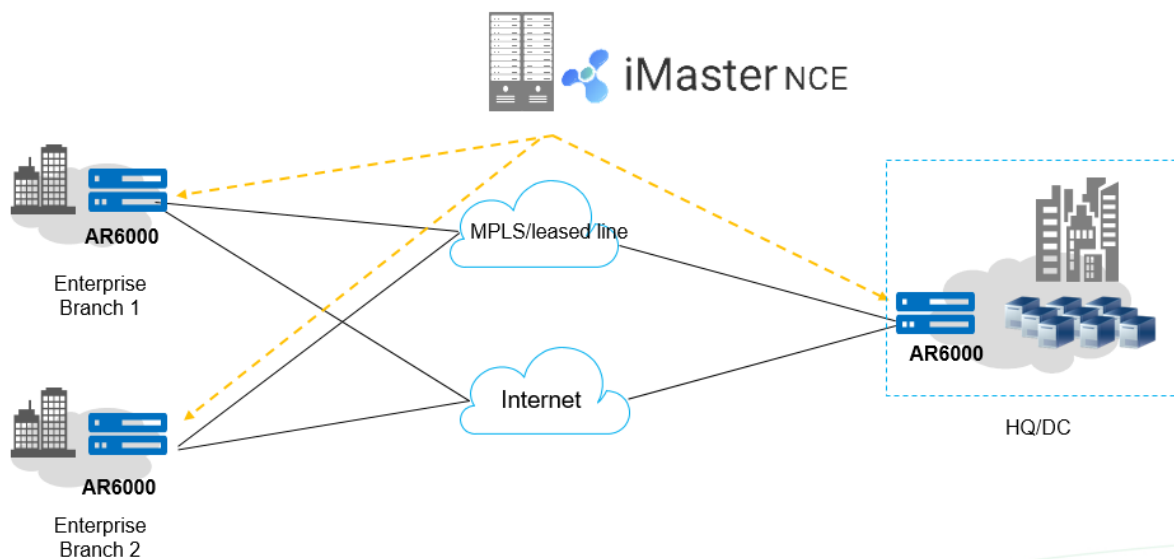 iMaster NCE
AR6000
Enterprise
Branch 1
MPLS/leased line
AR6000
HQ/DC
Internet
AR6000
Enterprise
Branch 2